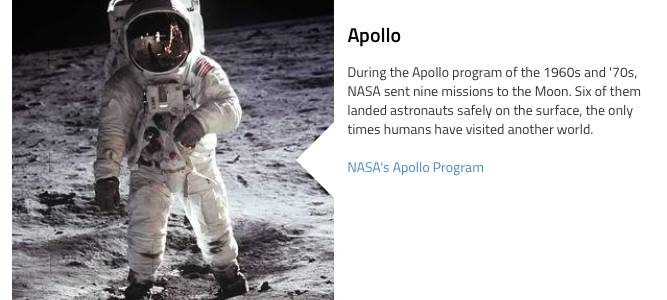 Apollo
During the Apollo program of the 1960s and '70s,
NASA sent nine missions to the Moon. Six of them
landed astronauts safely on the surface, the only
times humans have visited another world.
NASA's Apollo Program